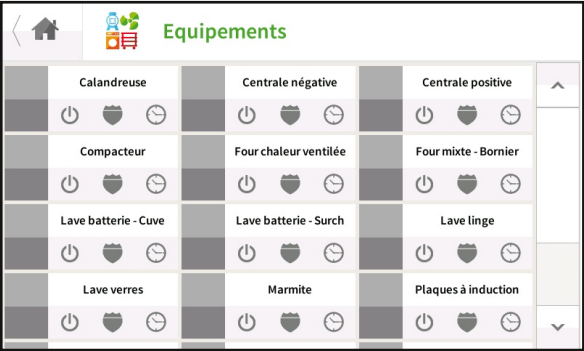 Equipements
Calandreuse
Centrale négative
Centrale positive
Compacteur
Four chaleur ventilée
Four mixte - Bornier
Lave batterie - Cuve
Lave batterie - Surch
Lave linge
Lave verres
Marmite
Plaques à induction